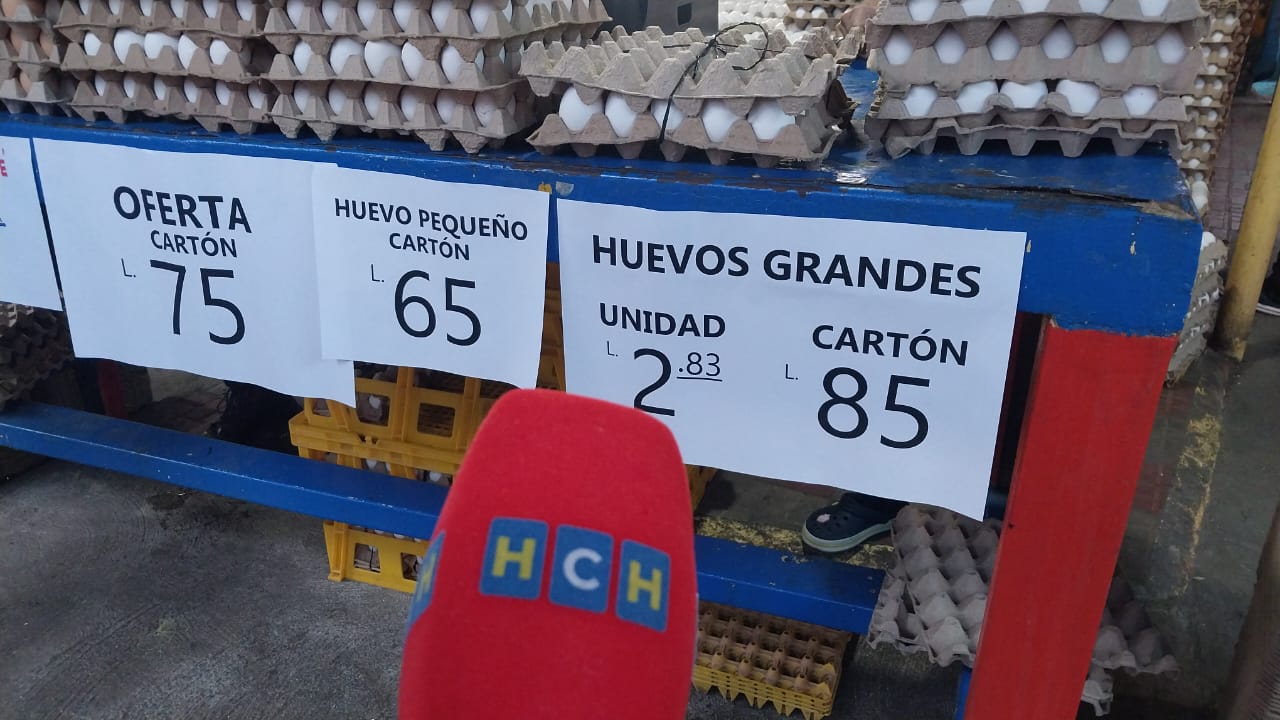 OFERTA
CARTÓN
L. 75
HUEVO PEQUEÑO
CARTÓN
L. 65
HUEVOS GRANDES
UNIDAD
L. 2.83
CARTÓN
L. 85
HCH